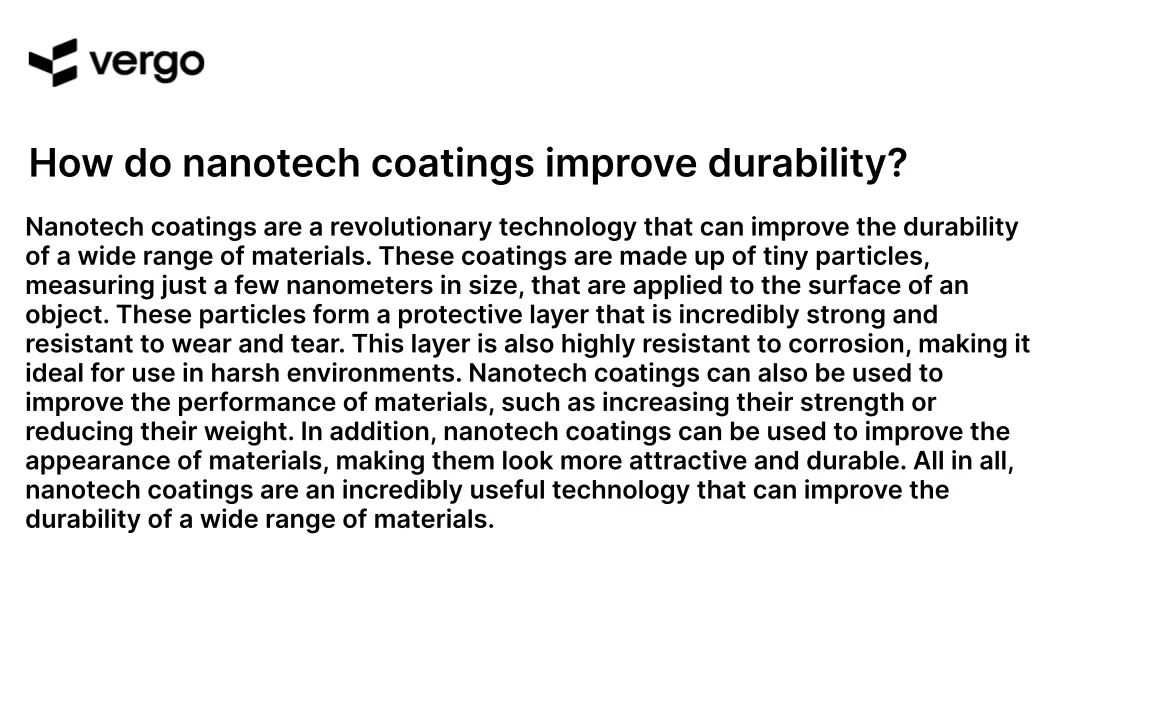 vergo
How do nanotech coatings improve durability?
Nanotech coatings are a revolutionary technology that can improve the durability
of a wide range of materials. These coatings are made up of tiny particles,
measuring just a few nanometers in size, that are applied to the surface of an
object. These particles form a protective layer that is incredibly strong and
resistant to wear and tear. This layer is also highly resistant to corrosion, making it
ideal for use in harsh environments. Nanotech coatings can also be used to
improve the performance of materials, such as increasing their strength or
reducing their weight. In addition, nanotech coatings can be used to improve the
appearance of materials, making them look more attractive and durable. All in all,
nanotech coatings are an incredibly useful technology that can improve the
durability of a wide range of materials.